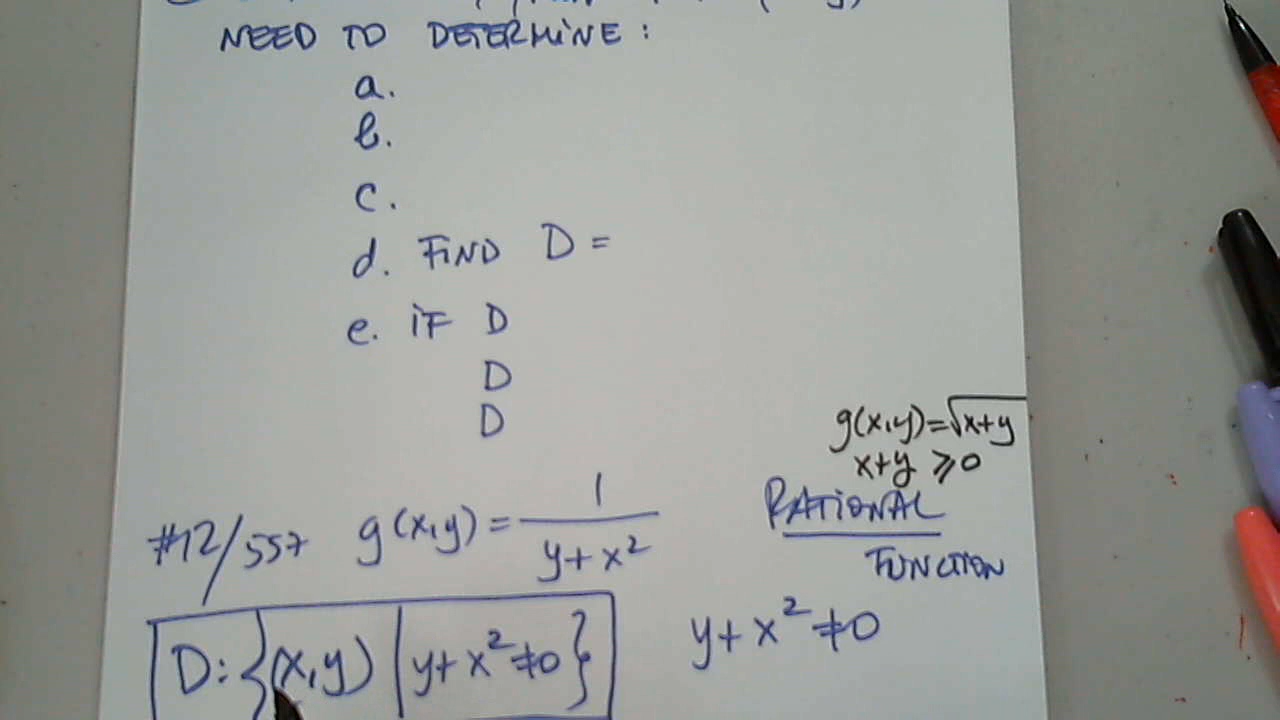 NEED TO DETERMINE:
a.
b.
c.
d. FIND D =
e. IF D
D
D
g(x,y)=√x+y
x+y ⩾0
#12/557 g(x,y) = 1/(y+x²)
RATIONAL
FUNCTION
D: {(x,y) | y+x²≠0}
y+x²≠0